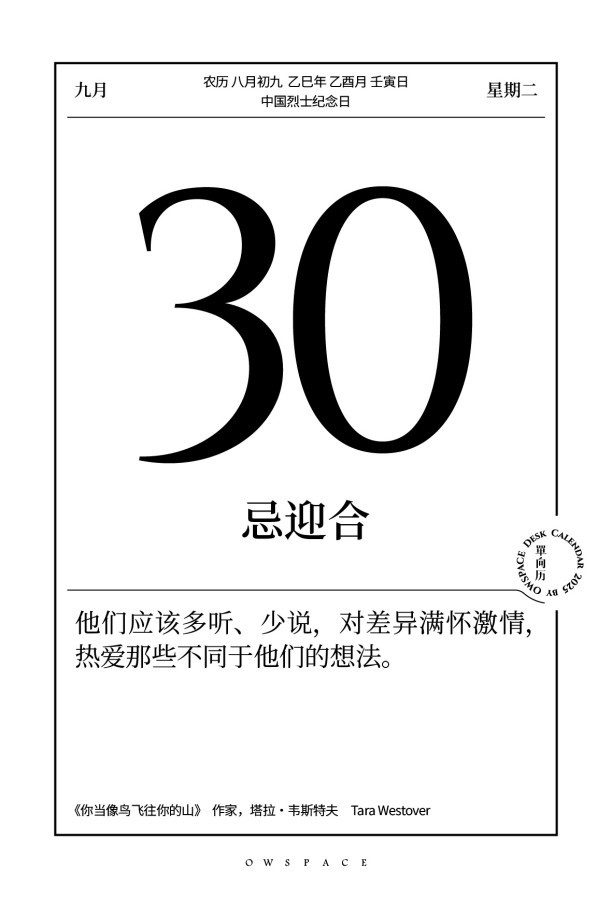 九月
农历 八月初九 乙巳年 乙酉月 壬寅日
中国烈士纪念日
星期二
30
忌迎合
DESK CALENDAR 2025 BY OWSPACE
單向历
他们应该多听、少说，对差异满怀激情，
热爱那些不同于他们的想法。
《你当像鸟飞往你的山》 作家，塔拉·韦斯特夫 Tara Westover
OWSPACE